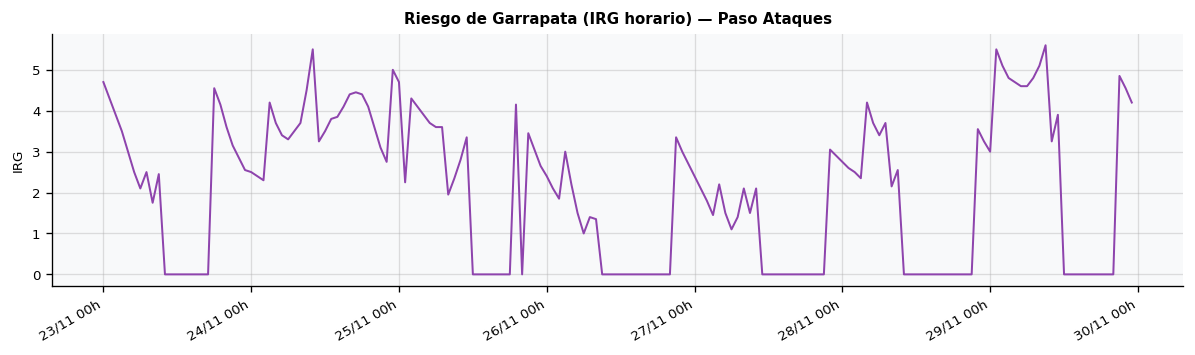 Riesgo de Garrapata (IRG horario) — Paso Ataques
IRG
5
4
3
2
1
0
23/11 00h
24/11 00h
25/11 00h
26/11 00h
27/11 00h
28/11 00h
29/11 00h
30/11 00h